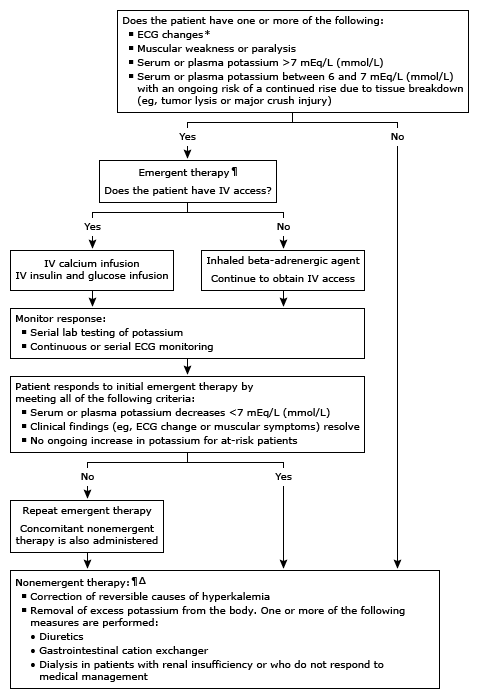 Does the patient have one or more of the following:
▪ ECG changes*
▪ Muscular weakness or paralysis
▪ Serum or plasma potassium >7 mEq/L (mmol/L)
▪ Serum or plasma potassium between 6 and 7 mEq/L (mmol/L)
with an ongoing risk of a continued rise due to tissue breakdown
(eg, tumor lysis or major crush injury)
Yes
No
Emergent therapy¶
Does the patient have IV access?
Yes
No
IV calcium infusion
IV insulin and glucose infusion
Inhaled beta-adrenergic agent
Continue to obtain IV access
Monitor response:
▪ Serial lab testing of potassium
▪ Continuous or serial ECG monitoring
Patient responds to initial emergent therapy by
meeting all of the following criteria:
▪ Serum or plasma potassium decreases <7 mEq/L (mmol/L)
▪ Clinical findings (eg, ECG change or muscular symptoms) resolve
▪ No ongoing increase in potassium for at-risk patients
No
Yes
Repeat emergent therapy
Concomitant nonemergent
therapy is also administered
Nonemergent therapy:¶Δ
▪ Correction of reversible causes of hyperkalemia
▪ Removal of excess potassium from the body. One or more of the following
measures are performed:
• Diuretics
• Gastrointestinal cation exchanger
• Dialysis in patients with renal insufficiency or who do not respond to
medical management